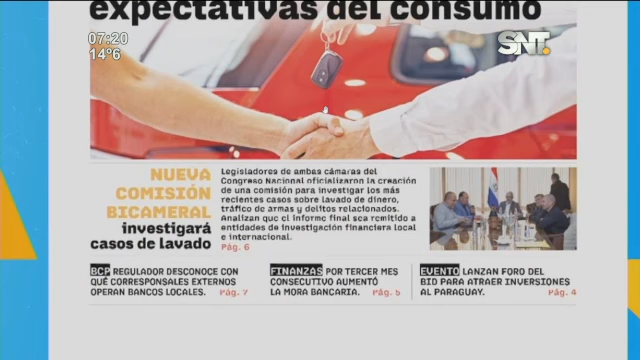 expectativas del consumo
07:20
14°6
SNT.
NUEVA
COMISIÓN
BICAMERAL
investigará
casos de lavado
Legisladores de ambas cámaras del
Congreso Nacional oficializaron la creación
de una comisión para investigar los más
recientes casos sobre lavado de dinero,
tráfico de armas y delitos relacionados.
Analizan que el informe final sea remitido a
entidades de investigación financiera local
e internacional.
Pág. 6
BCP REGULADOR DESCONOCE CON
QUÉ CORRESPONSALES EXTERNOS
OPERAN BANCOS LOCALES. Pág. 7
FINANZAS POR TERCER MES
CONSECUTIVO AUMENTÓ
LA MORA BANCARIA. Pág. 5
EVENTO LANZAN FORO DEL
BID PARA ATRAER INVERSIONES
AL PARAGUAY. Pág. 4